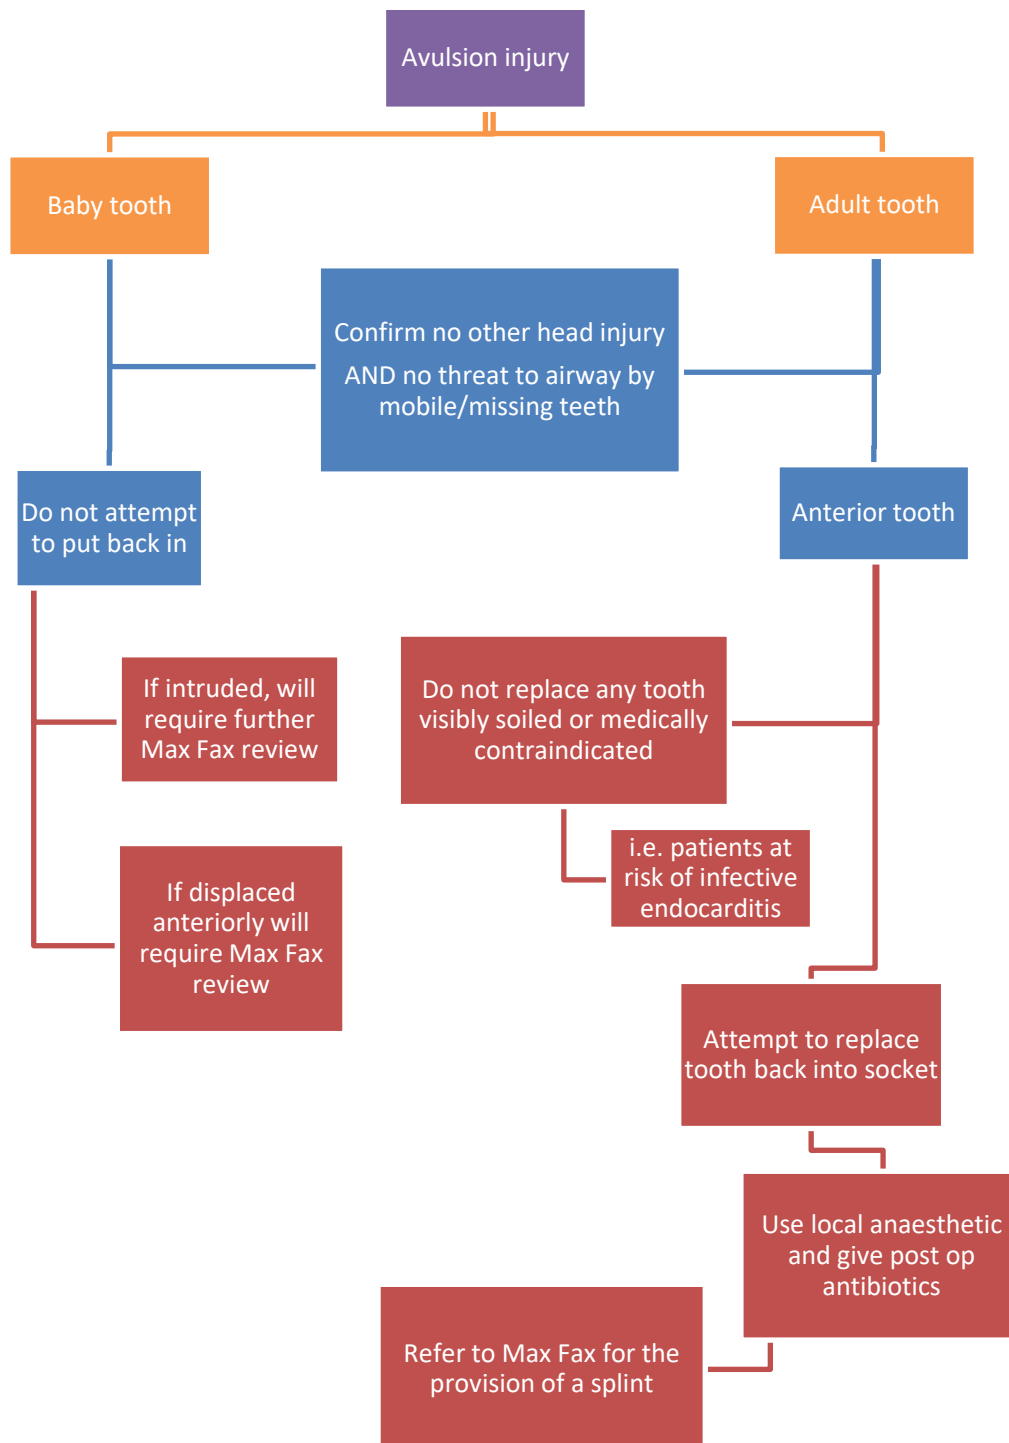 Avulsion injury
Baby tooth
Adult tooth
Confirm no other head injury
AND no threat to airway by
mobile/missing teeth
Do not attempt
to put back in
Anterior tooth
If intruded, will
require further
Max Fax review
Do not replace any tooth
visibly soiled or medically
contraindicated
i.e. patients at
risk of infective
endocarditis
If displaced
anteriorly will
require Max Fax
review
Attempt to replace
tooth back into socket
Use local anaesthetic
and give post op
antibiotics
Refer to Max Fax for the
provision of a splint